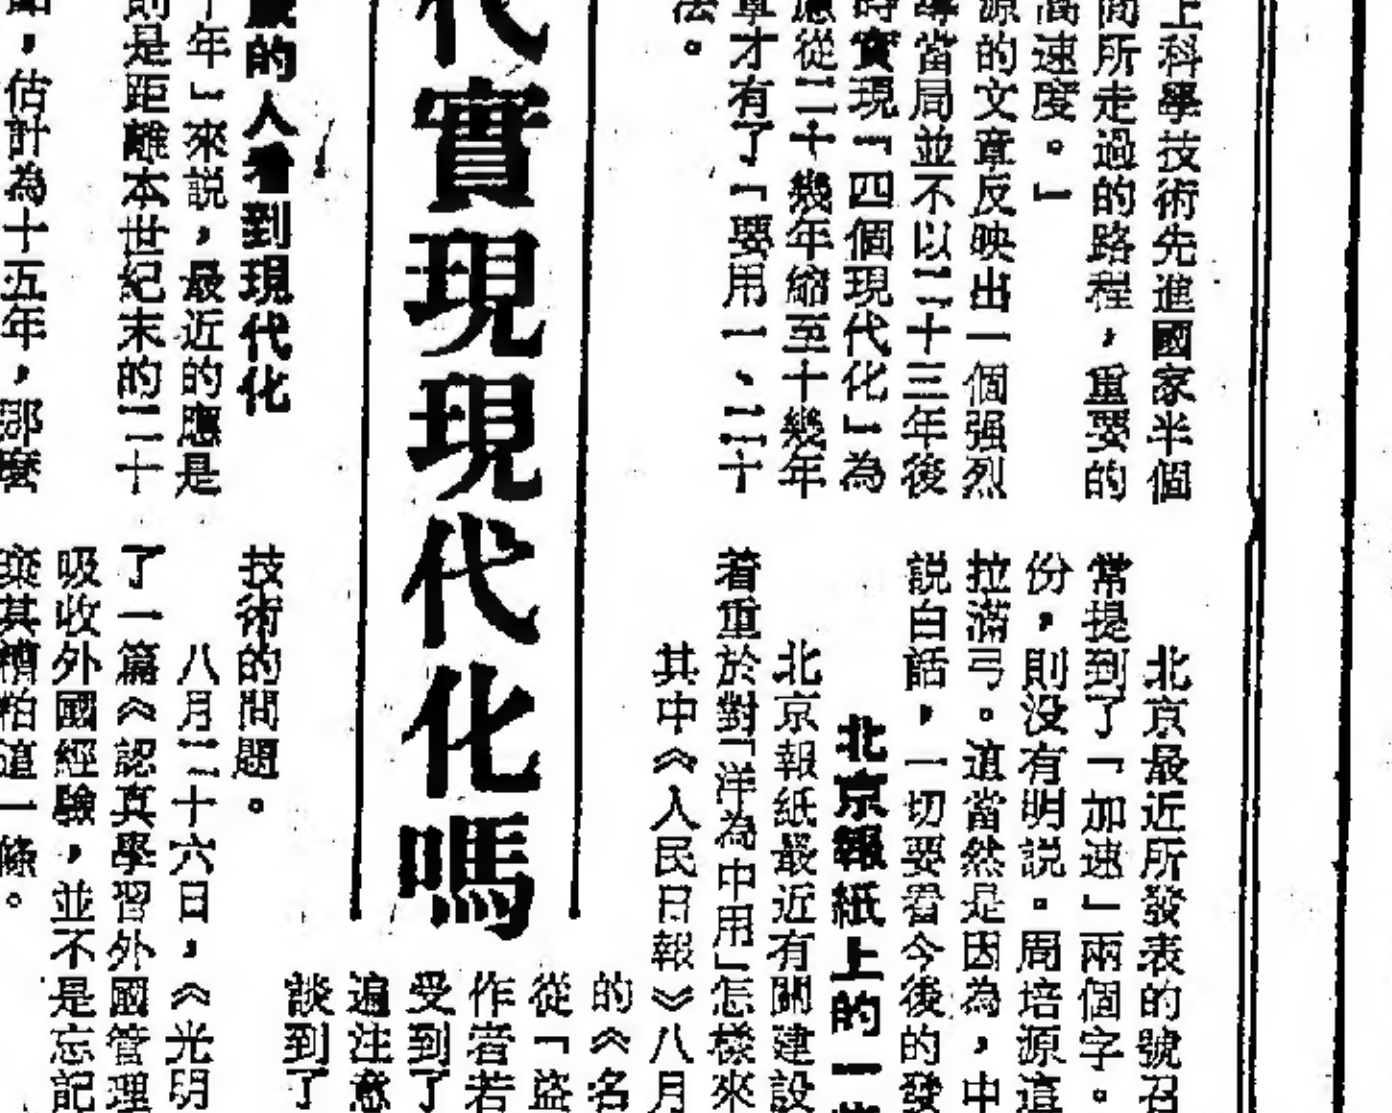 上科學技術先進國家半個
間所走過的路程，重要的
高速度。」
源的文章反映出一個强烈
當局並不以二十三年後
時實現「四個現代化」為
應從二十幾年縮至十幾年
章才有了「要用一、二十
法。
代實現現代化嗎
的人看到現代化
年」來説，最近的應是
則是距離本世紀末的二十
，估計為十五年，那麼
北京最近所發表的號召
常提到了「加速」兩個字。
份，則没有明説。周培源這
拉滿弓。這當然是因為，中
説白話，一切要看今後的發
北京報紙上的一
北京報紙最近有關建設
着重於對「洋為中用」怎樣來
其中《人民日報》八月
的《名
從「盜
作者若
受到了
遍注意
談到了
技術的問題。
八月二十六日，《光明
了一篇《認真學習外國管理
吸收外國經驗，並不是忘記
棄其糟粕這一條。